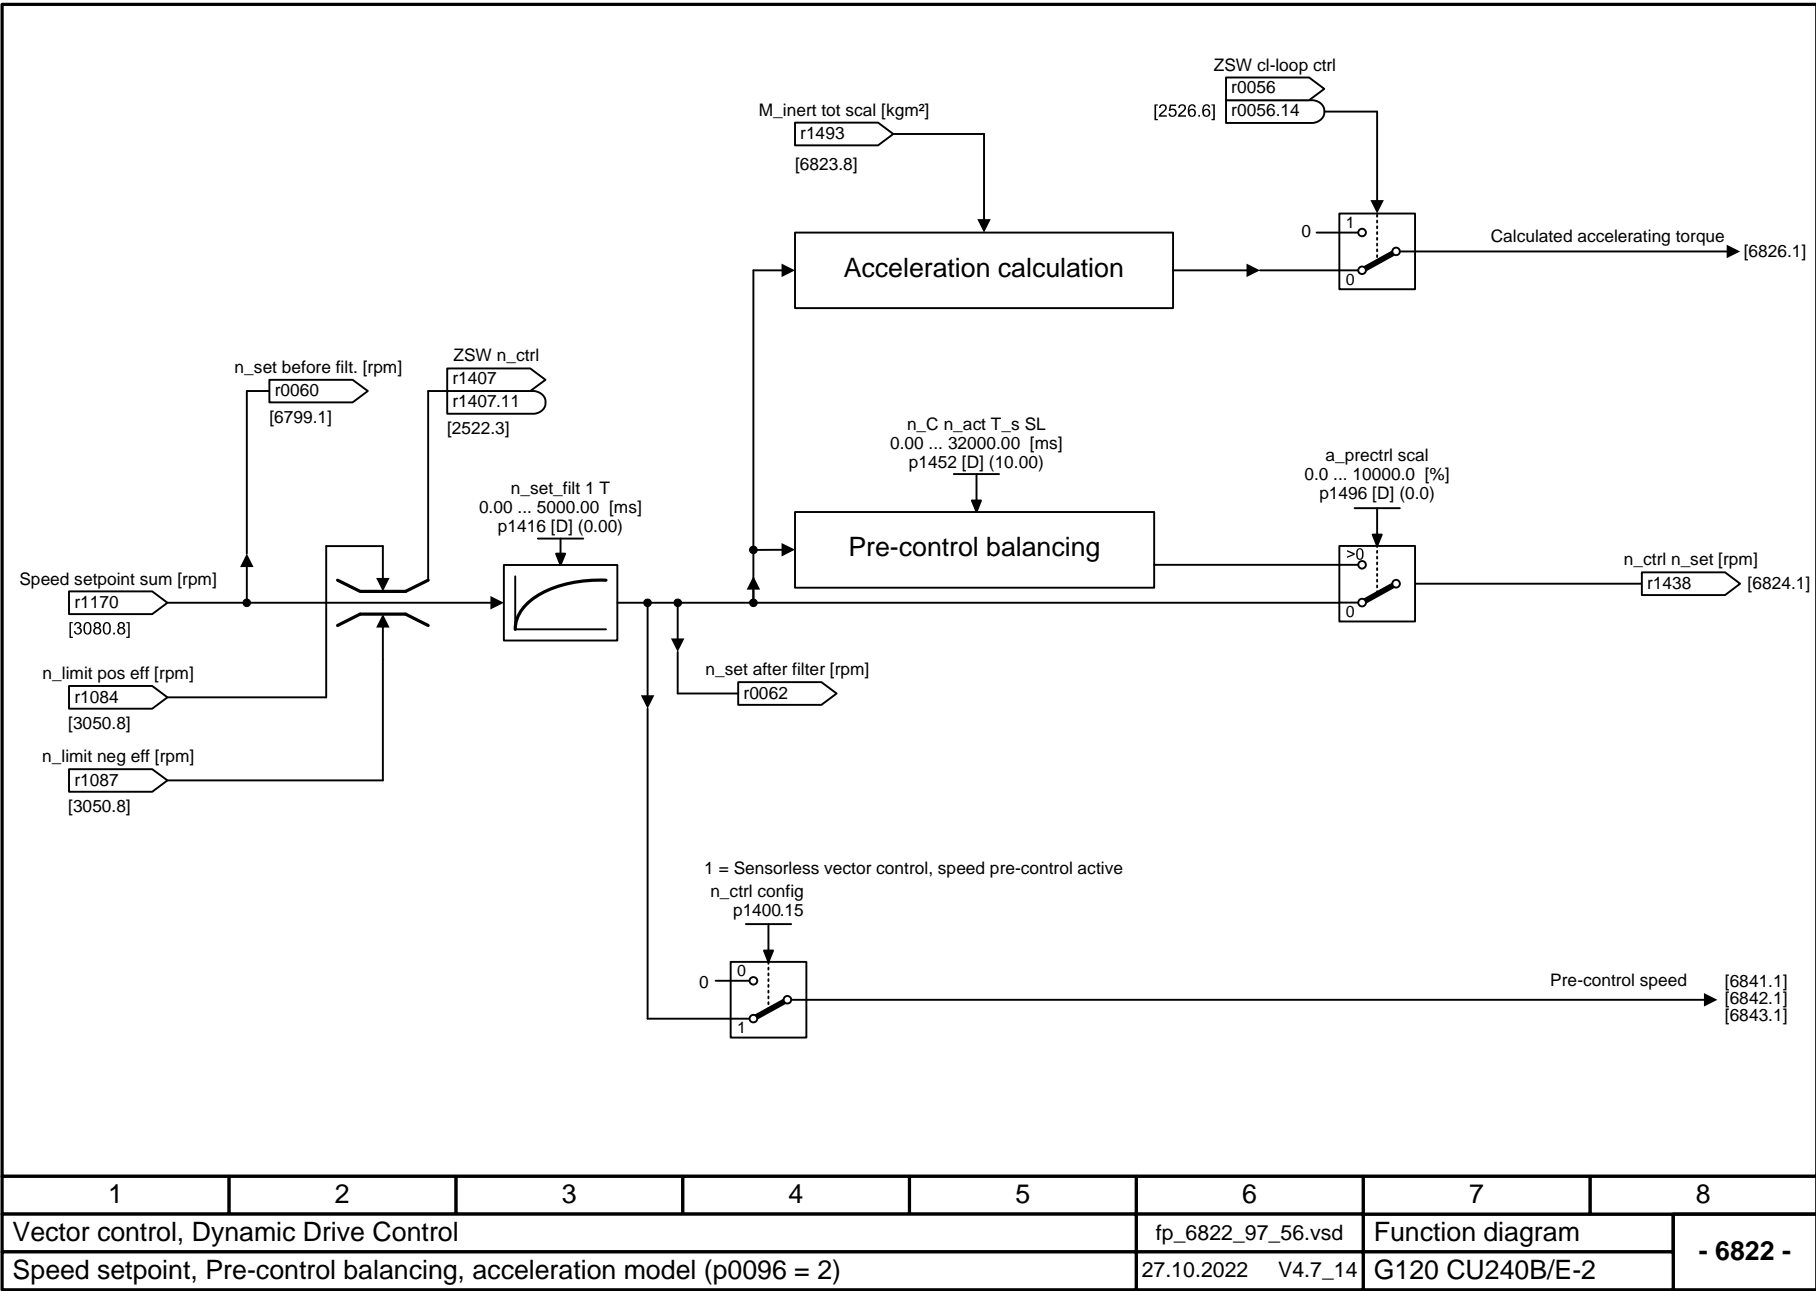 ZSW cl-loop ctrl
r0056
[2526.6] r0056.14
M_inert tot scal [kgm²]
r1493
[6823.8]
1
0
0
Acceleration calculation
Calculated accelerating torque
[6826.1]
n_set before filt. [rpm]
r0060
[6799.1]
ZSW n_ctrl
r1407
r1407.11
[2522.3]
n_C n_act T_s SL
0.00 ... 32000.00 [ms]
p1452 [D] (10.00)
a_prectrl scal
0.0 ... 10000.0 [%]
p1496 [D] (0.0)
n_set_filt 1 T
0.00 ... 5000.00 [ms]
p1416 [D] (0.00)
Pre-control balancing
>0
0
n_ctrl n_set [rpm]
r1438 [6824.1]
Speed setpoint sum [rpm]
r1170
[3080.8]
n_limit pos eff [rpm]
r1084
[3050.8]
n_set after filter [rpm]
r0062
n_limit neg eff [rpm]
r1087
[3050.8]
1 = Sensorless vector control, speed pre-control active
n_ctrl config
p1400.15
0
0
1
Pre-control speed
[6841.1]
[6842.1]
[6843.1]
1 2 3 4 5 6 7 8
Vector control, Dynamic Drive Control
fp_6822_97_56.vsd
Function diagram
- 6822 -
Speed setpoint, Pre-control balancing, acceleration model (p0096 = 2)
27.10.2022 V4.7_14
G120 CU240B/E-2